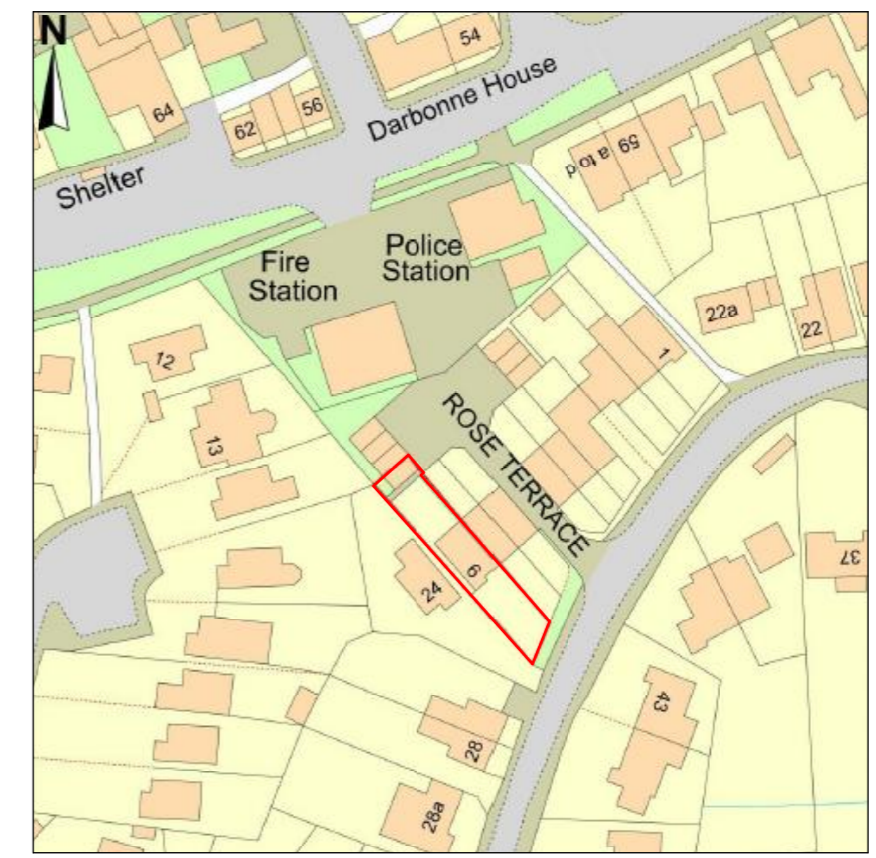 N
54
Darbonne House
64
62
56
Shelter
59 a to d
Police
Station
Fire
Station
22a
22
12
1
13
ROSE TERRACE
37
6
24
43
28
28a